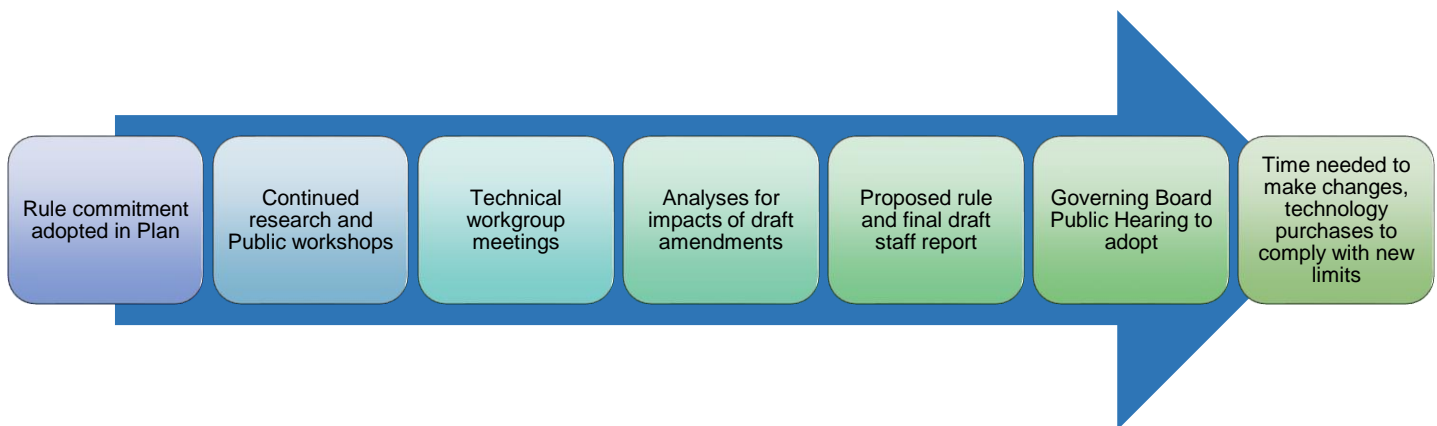 Rule commitment
adopted in Plan
Continued
research and
Public workshops
Technical
workgroup
meetings
Analyses for
impacts of draft
amendments
Proposed rule
and final draft
staff report
Governing Board
Public Hearing to
adopt
Time needed to
make changes,
technology
purchases to
comply with new
limits